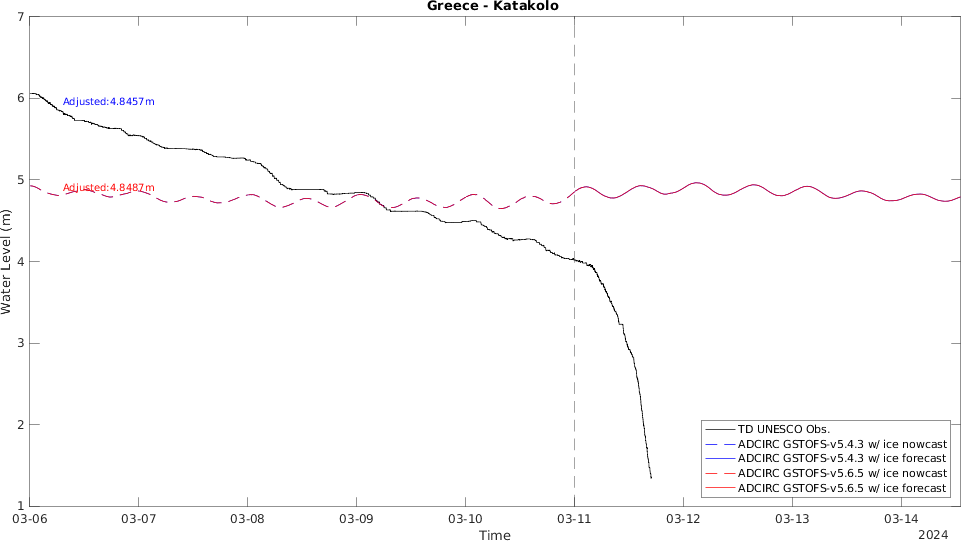 Greece - Katakolo
7
6
5
4
3
2
1
Water Level (m)
Adjusted:4.8457m
Adjusted:4.8487m
TD UNESCO Obs.
ADCIRC GSTOFS-v5.4.3 w/ ice nowcast
ADCIRC GSTOFS-v5.4.3 w/ ice forecast
ADCIRC GSTOFS-v5.6.5 w/ ice nowcast
ADCIRC GSTOFS-v5.6.5 w/ ice forecast
03-06 03-07 03-08 03-09 03-10 03-11 03-12 03-13 03-14
Time
2024